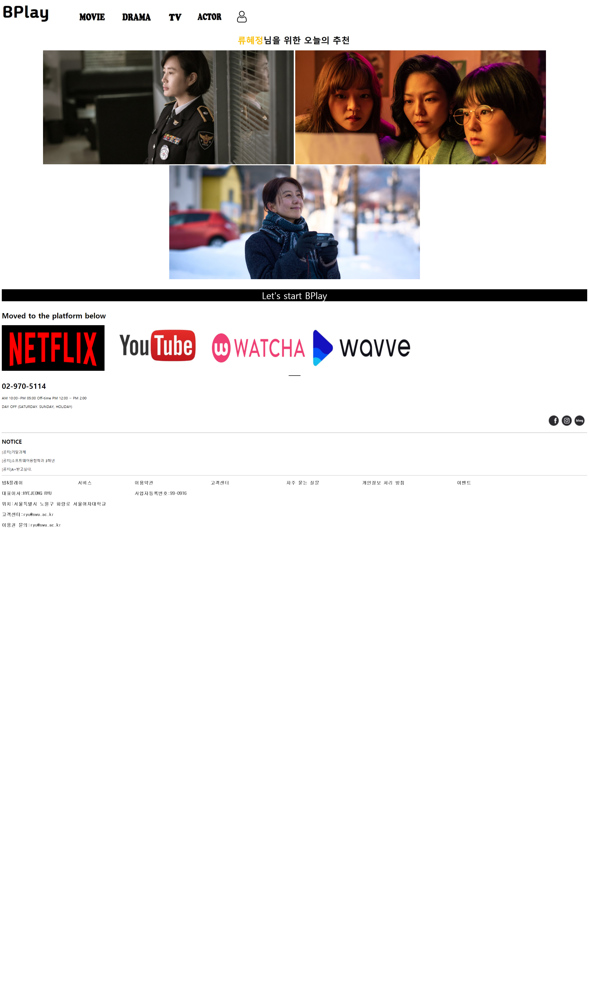 BPlay
MOVIE DRAMA TV ACTOR
류혜정님을 위한 오늘의 추천
POLICE
Let's start BPlay
Moved to the platform below
NETFLIX YouTube W WATCHA wavve
02-970-5114
AM 10:00~PM 05:00 Off-time PM 12:00 ~ PM 2:00
DAY OFF (SATURDAY. SUNDAY, HOLIDAY)
f blog
NOTICE
[공지]기말과제
[공지]소프트웨어융합학과 3학년
[공지]A+받고싶다.
밥&플레이 서비스 이용약관 고객센터 자주 묻는 질문 개인정보 처리 방침 이벤트
대표이사:HYEJEONG RYU 사업자등록번호:99-0916
위치:서울특별시 노원구 화랑로 서울여자대학교
고객센터:ryu@swu.ac.kr
이용권 문의:ryu@swu.ac.kr